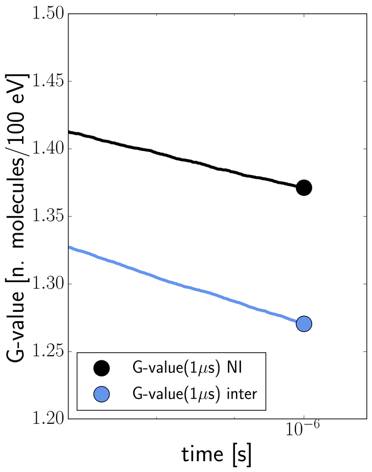 1.50
1.45
1.40
1.35
1.30
1.25
1.20
G-value [n. molecules/100 eV]
G-value(1μs) NI
G-value(1μs) inter
10⁻⁶
time [s]